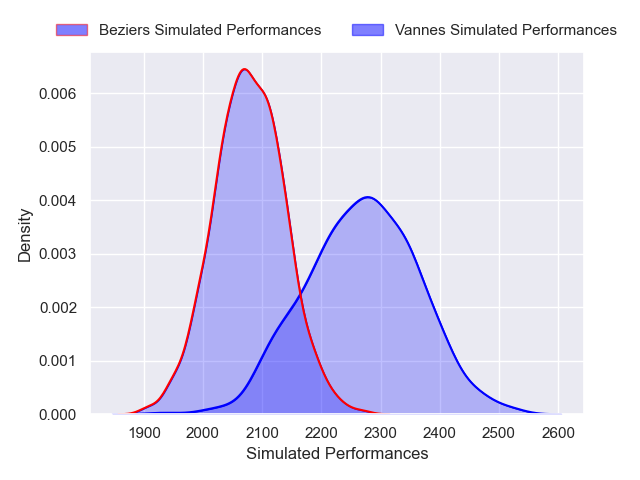 Beziers Simulated Performances Vannes Simulated Performances
0.006
0.005
0.004
0.003
0.002
0.001
0.000
Density
1900 2000 2100 2200 2300 2400 2500 2600
Simulated Performances